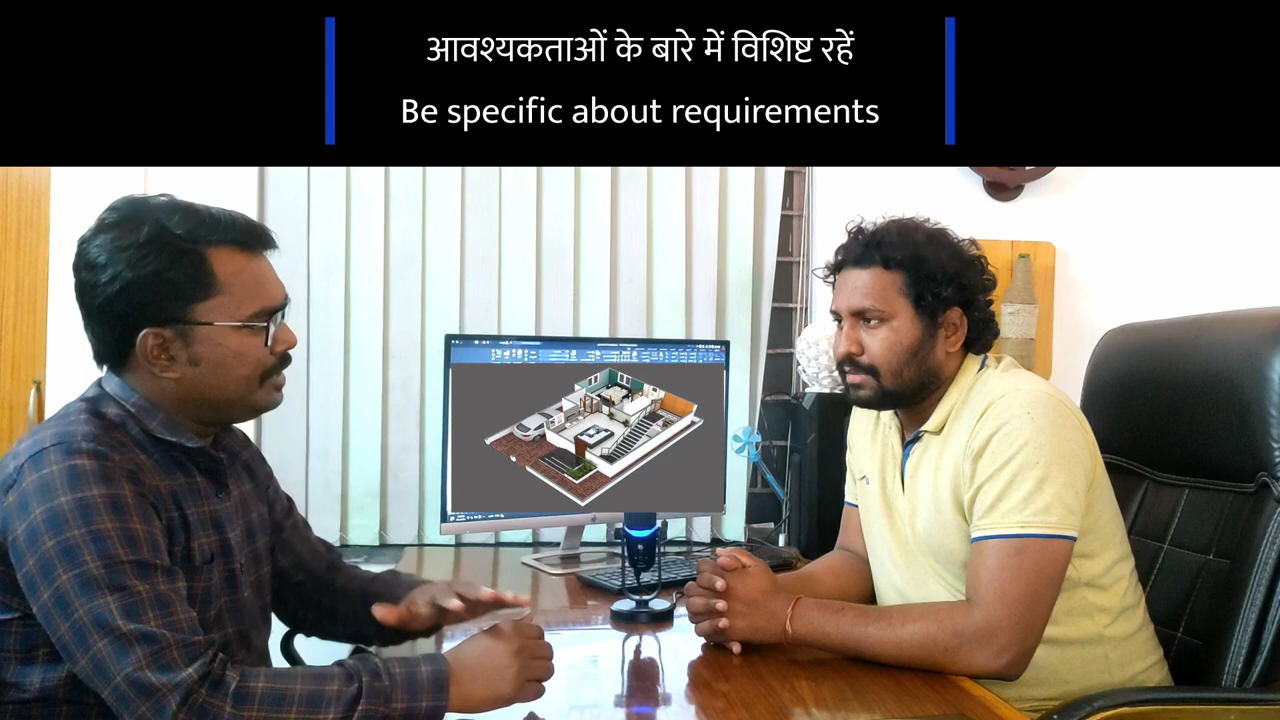 आवश्यकताओं के बारे में विशिष्ट रहें
Be specific about requirements